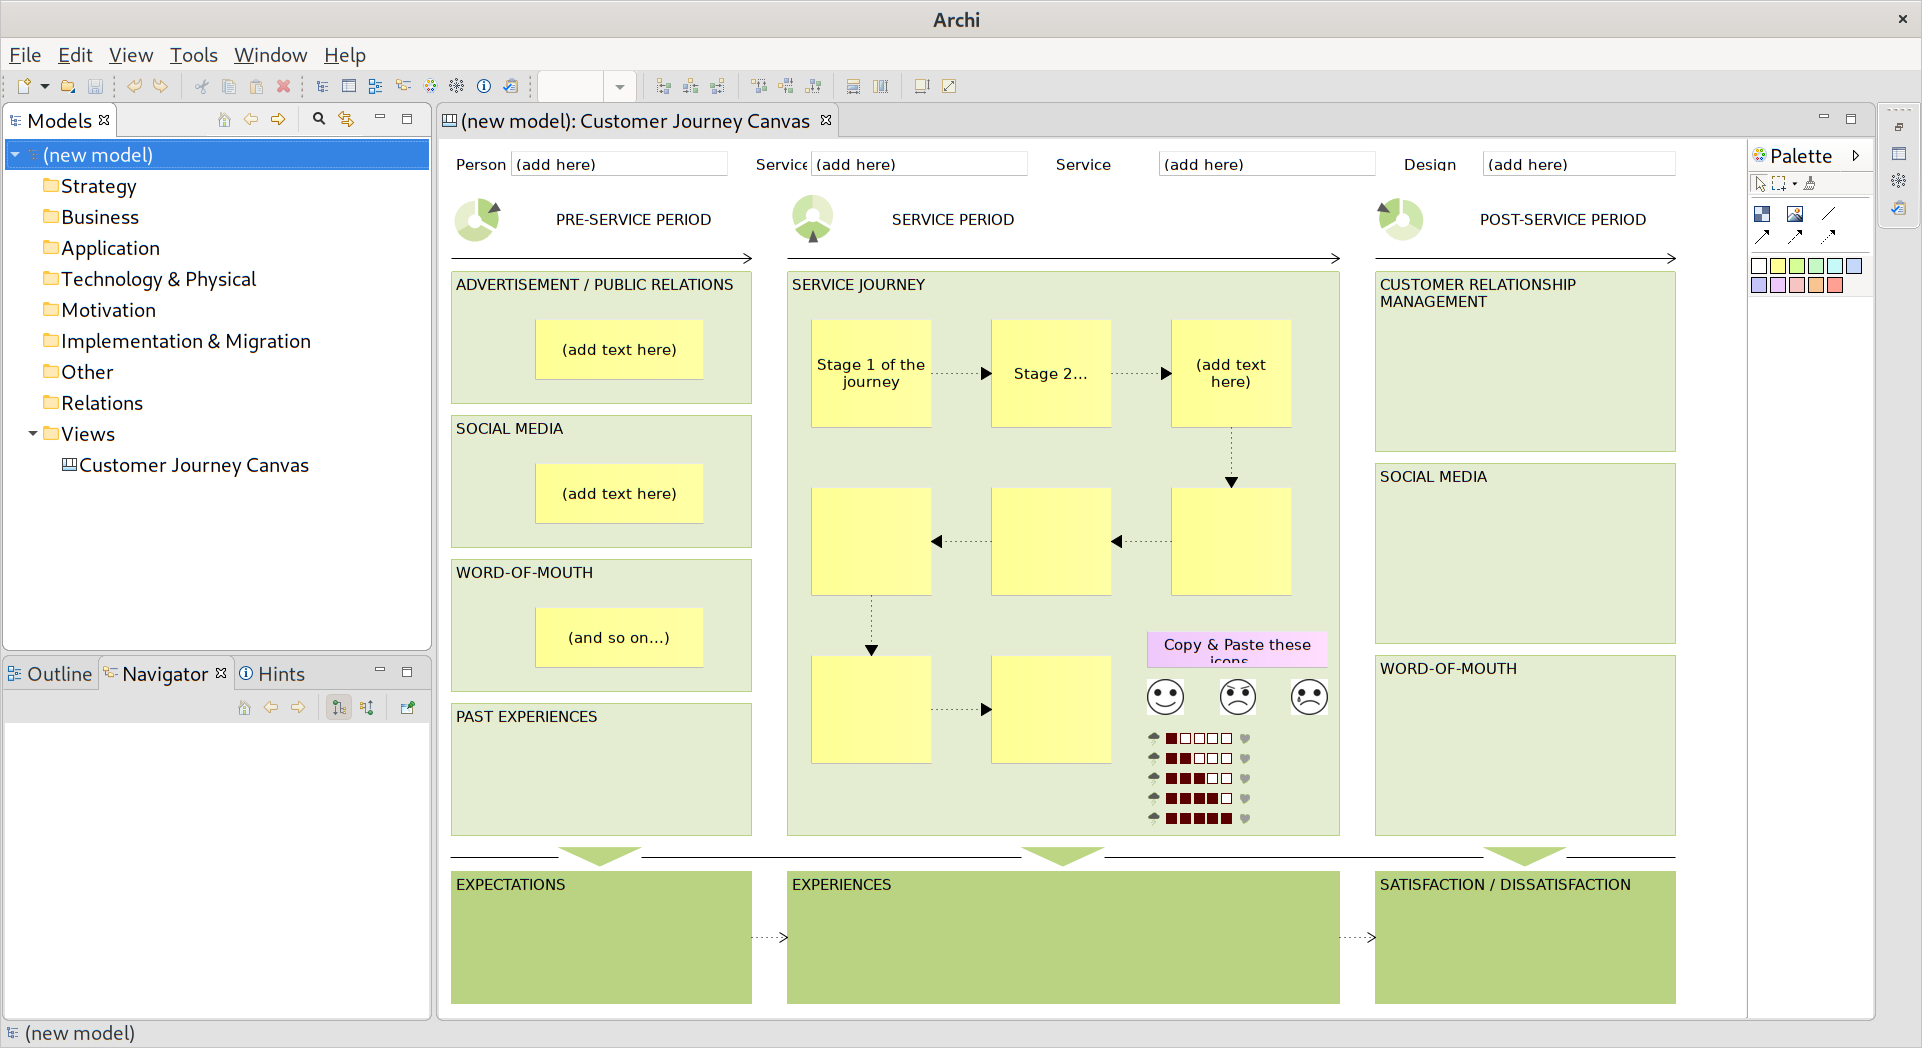 Archi
File Edit View Tools Window Help
Models
(new model)
Strategy
Business
Application
Technology & Physical
Motivation
Implementation & Migration
Other
Relations
Views
Customer Journey Canvas
Outline Navigator Hints
(new model)
(new model): Customer Journey Canvas
Person (add here) Service (add here) Service (add here) Design (add here)
PRE-SERVICE PERIOD SERVICE PERIOD POST-SERVICE PERIOD
ADVERTISEMENT / PUBLIC RELATIONS
(add text here)
SOCIAL MEDIA
(add text here)
WORD-OF-MOUTH
(and so on...)
PAST EXPERIENCES
SERVICE JOURNEY
Stage 1 of the
journey
Stage 2...
(add text
here)
Copy & Paste these
icons
CUSTOMER RELATIONSHIP
MANAGEMENT
SOCIAL MEDIA
WORD-OF-MOUTH
EXPECTATIONS
EXPERIENCES
SATISFACTION / DISSATISFACTION
Palette